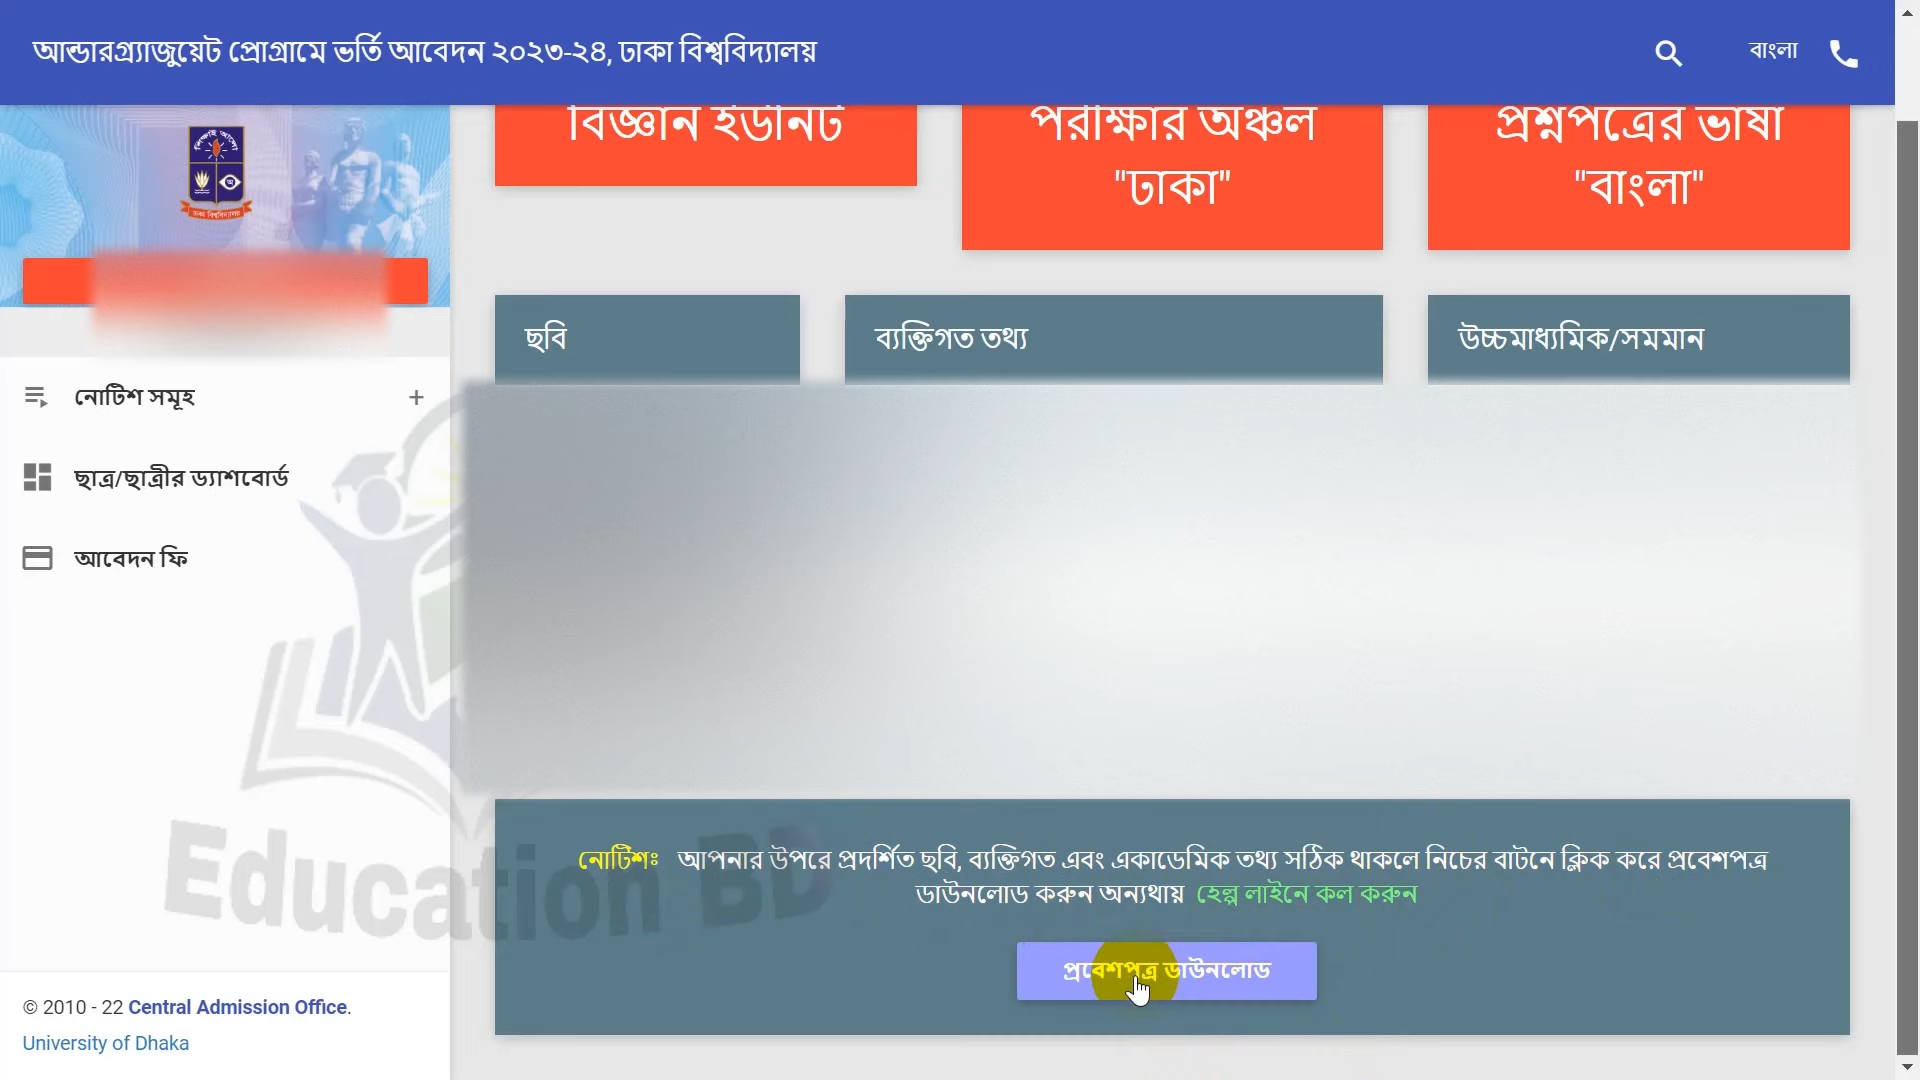 আন্ডারগ্র্যাজুয়েট প্রোগ্রামে ভর্তি আবেদন ২০২৩-২৪, ঢাকা বিশ্ববিদ্যালয়
বাংলা
বিজ্ঞান ইউনিট
পরীক্ষার অঞ্চল
"ঢাকা"
প্রশ্নপত্রের ভাষা
"বাংলা"
নোটিশ সমূহ
+
ছাত্র/ছাত্রীর ড্যাশবোর্ড
আবেদন ফি
ছবি
ব্যক্তিগত তথ্য
উচ্চমাধ্যমিক/সমমান
Education BD
নোটিশঃ আপনার উপরে প্রদর্শিত ছবি, ব্যক্তিগত এবং একাডেমিক তথ্য সঠিক থাকলে নিচের বাটনে ক্লিক করে প্রবেশপত্র
ডাউনলোড করুন অন্যথায় হেল্প লাইনে কল করুন
প্রবেশপত্র ডাউনলোড
© 2010 - 22 Central Admission Office.
University of Dhaka